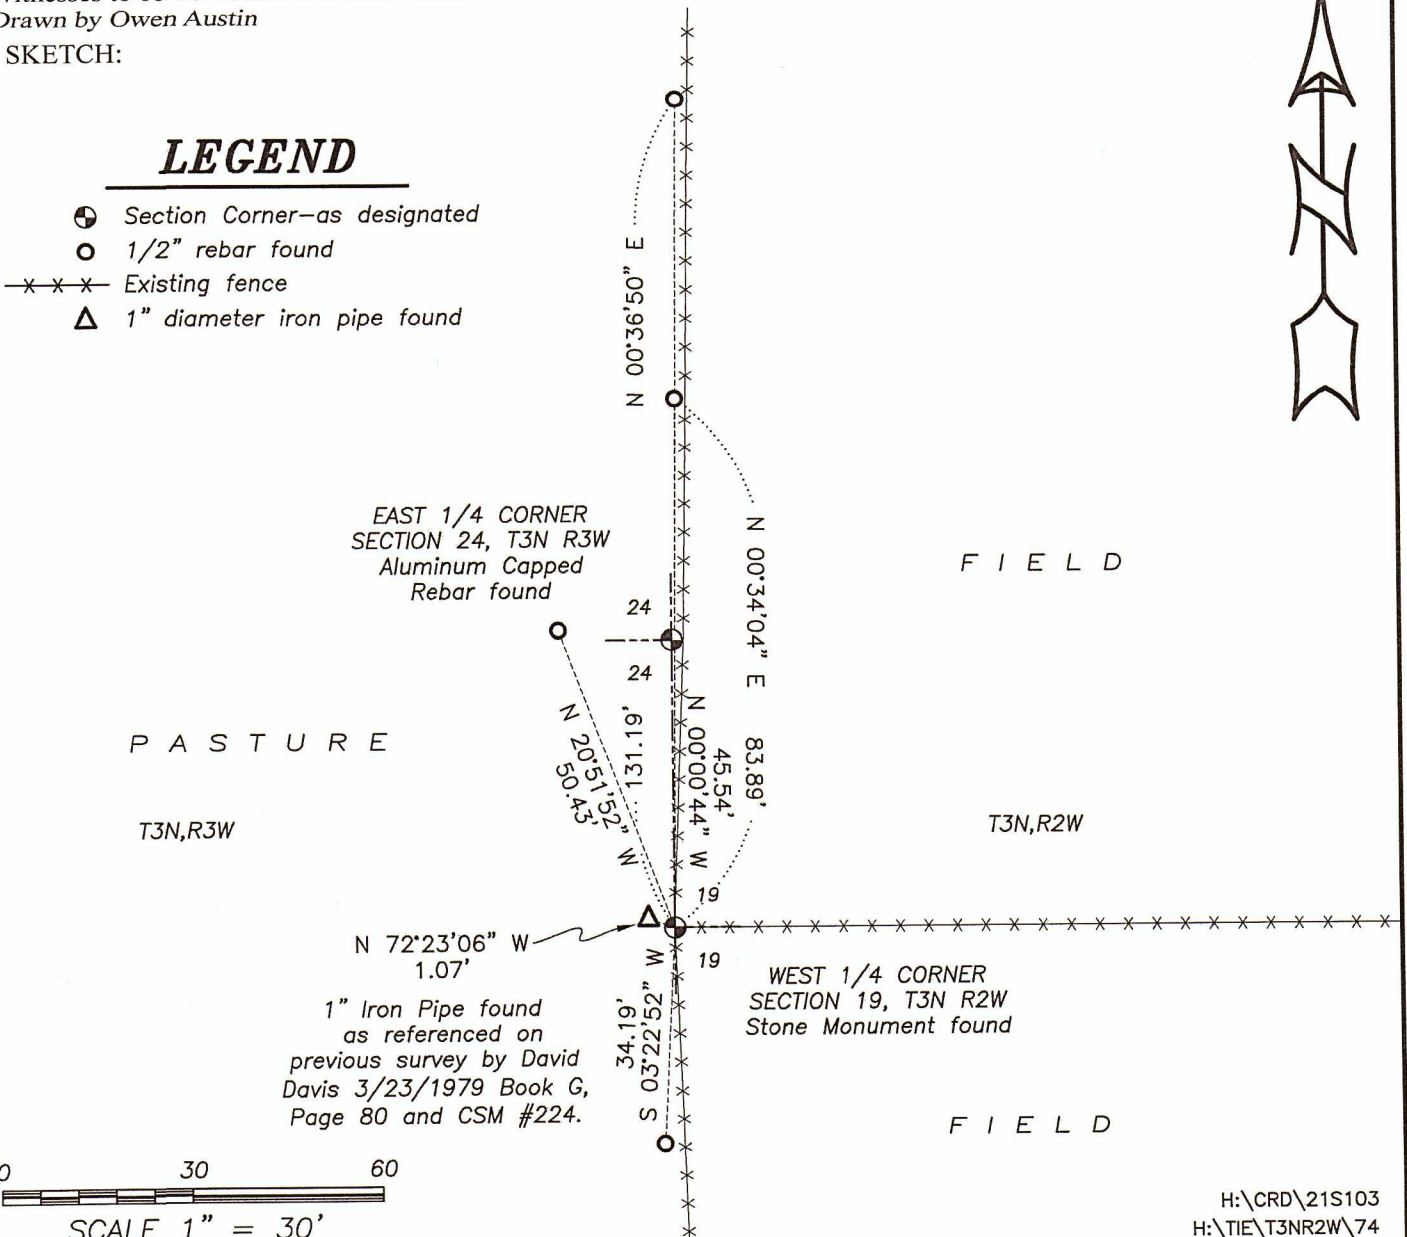 Drawn by Owen Austin
SKETCH:
LEGEND
Section Corner-as designated
1/2" rebar found
Existing fence
1" diameter iron pipe found
N
N 00°36'50" E
131.19'
EAST 1/4 CORNER
SECTION 24, T3N R3W
Aluminum Capped
Rebar found
24
24
N 00°34'04" E 83.89'
FIELD
PASTURE
T3N,R3W
N 20°51'52" W
50.43'
N 00°00'44" W
45.54'
T3N,R2W
19
19
N 72°23'06" W
1.07'
1" Iron Pipe found
as referenced on
previous survey by David
Davis 3/23/1979 Book G,
Page 80 and CSM #224.
S 03°22'52" W
34.19'
WEST 1/4 CORNER
SECTION 19, T3N R2W
Stone Monument found
FIELD
0 30 60
SCALE 1" = 30'
H:\CRD\21S103
H:\TIE\T3NR2W\74